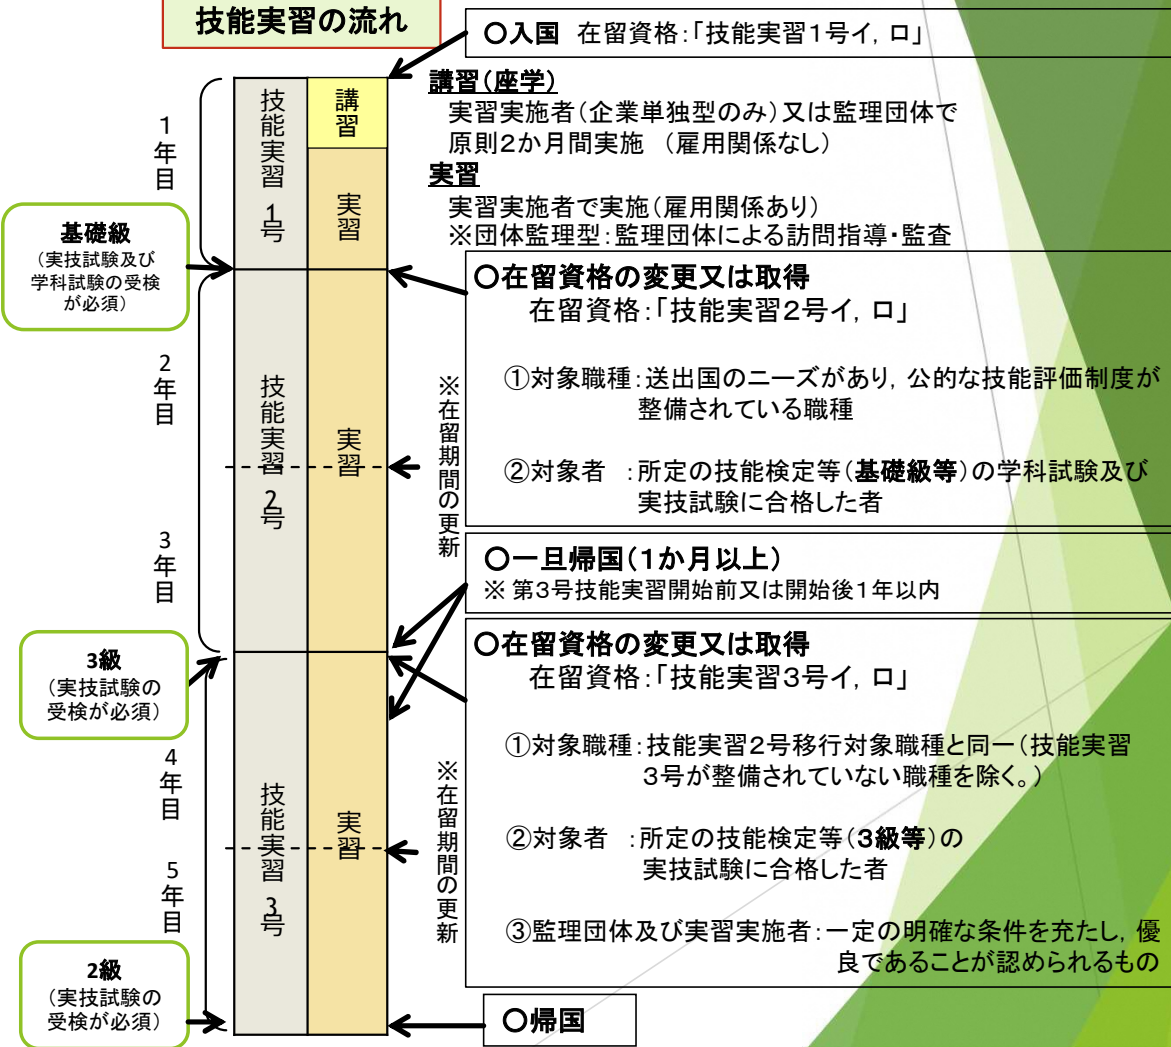 技能実習の流れ
○入国 在留資格:「技能実習1号イ, ロ」
講習(座学)
実習実施者(企業単独型のみ)又は監理団体で
原則2か月間実施 (雇用関係なし)
実習
実習実施者で実施(雇用関係あり)
※団体監理型:監理団体による訪問指導・監査
1年目
技能実習1号
講習
実習
基礎級
(実技試験及び
学科試験の受検
が必須)
○在留資格の変更又は取得
在留資格:「技能実習2号イ, ロ」
①対象職種:送出国のニーズがあり, 公的な技能評価制度が
整備されている職種
②対象者 :所定の技能検定等(基礎級等)の学科試験及び
実技試験に合格した者
2年目
3年目
技能実習2号
実習
※在留期間の更新
○一旦帰国(1か月以上)
※ 第3号技能実習開始前又は開始後1年以内
3級
(実技試験の
受検が必須)
○在留資格の変更又は取得
在留資格:「技能実習3号イ, ロ」
①対象職種:技能実習2号移行対象職種と同一(技能実習
3号が整備されていない職種を除く。)
②対象者 :所定の技能検定等(3級等)の
実技試験に合格した者
③監理団体及び実習実施者:一定の明確な条件を充たし, 優
良であることが認められるもの
4年目
5年目
技能実習3号
実習
※在留期間の更新
2級
(実技試験の
受検が必須)
○帰国